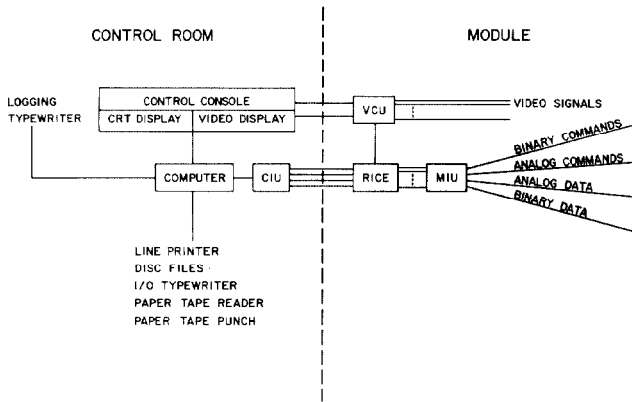 CONTROL ROOM
MODULE
LOGGING
TYPEWRITER
CONTROL CONSOLE
CRT DISPLAY
VIDEO DISPLAY
VCU
VIDEO SIGNALS
COMPUTER
CIU
RICE
MIU
BINARY COMMANDS
ANALOG COMMANDS
ANALOG DATA
BINARY DATA
LINE PRINTER
DISC FILES
I/O TYPEWRITER
PAPER TAPE READER
PAPER TAPE PUNCH